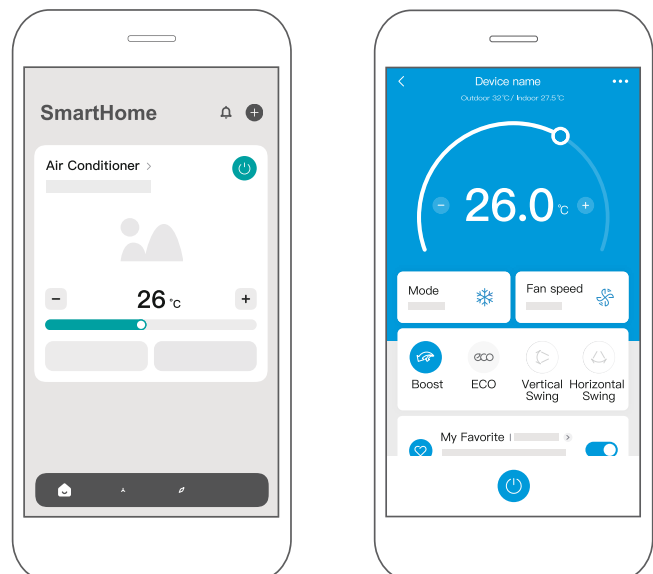 SmartHome
Air Conditioner
26 °C
Device name
Outdoor 32°C / Indoor 27.5°C
26.0 °C
Mode
Fan speed
eco
Boost
ECO
Vertical Swing
Horizontal Swing
My Favorite